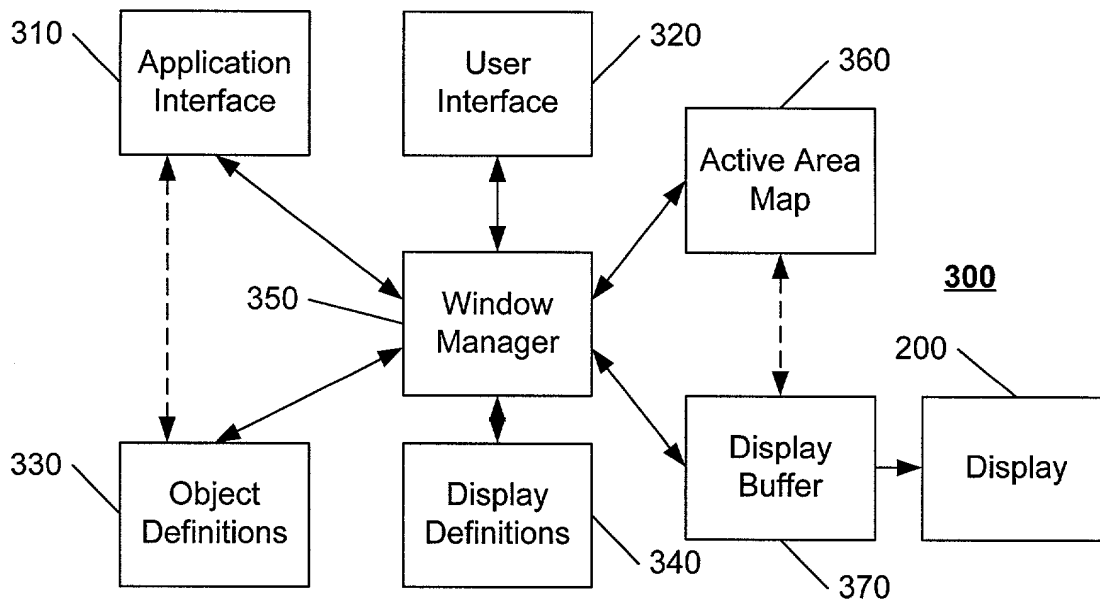 310
Application
Interface
User
Interface
320
360
Active Area
Map
300
350
Window
Manager
200
330
Object
Definitions
Display
Definitions
340
Display
Buffer
370
Display